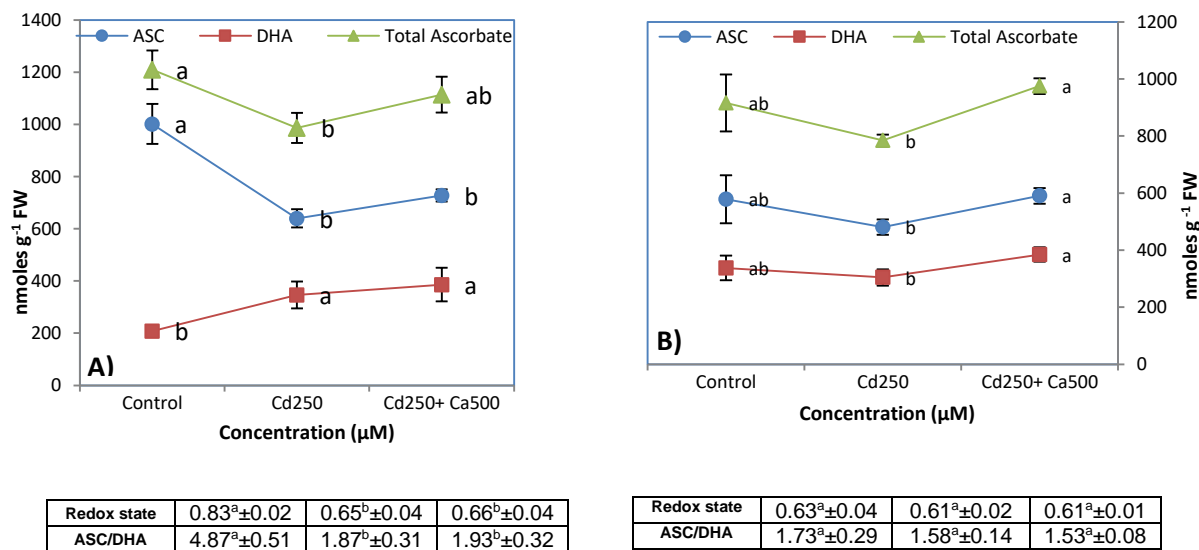 1400
1200
1000
800
600
400
200
0
nmoles g⁻¹ FW
ASC DHA Total Ascorbate
a
ab
b
a
b
b
b
a
a
A)
Control Cd250 Cd250+ Ca500
Concentration (µM)
Redox state 0.83ᵃ±0.02 0.65ᵇ±0.04 0.66ᵇ±0.04
ASC/DHA 4.87ᵃ±0.51 1.87ᵇ±0.31 1.93ᵇ±0.32
ASC DHA Total Ascorbate
ab
b
a
ab
b
a
ab
b
a
B)
1200
1000
800
600
400
200
0
nmoles g⁻¹ FW
Control Cd250 Cd250+ Ca500
Concentration (µM)
Redox state 0.63ᵃ±0.04 0.61ᵃ±0.02 0.61ᵃ±0.01
ASC/DHA 1.73ᵃ±0.29 1.58ᵃ±0.14 1.53ᵃ±0.08